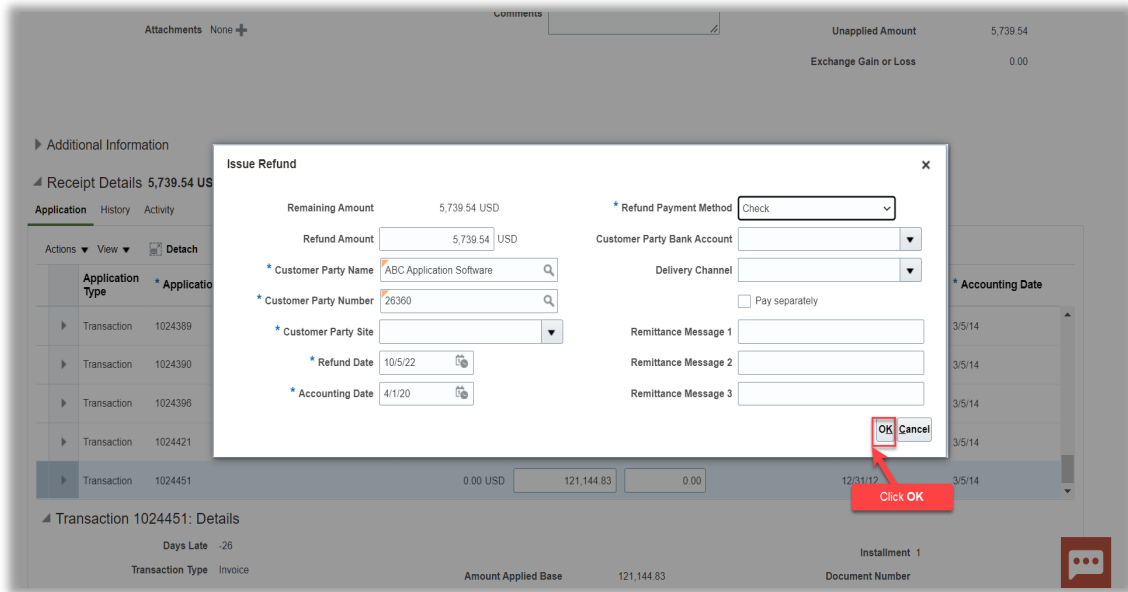 Comments
Attachments None
Unapplied Amount 5,739.54
Exchange Gain or Loss 0.00
Additional Information
Receipt Details 5,739.54 US
Application History Activity
Actions View Detach
Application Type * Applicatio * Accounting Date
Issue Refund
Remaining Amount 5,739.54 USD * Refund Payment Method Check
Refund Amount 5,739.54 USD Customer Party Bank Account
* Customer Party Name ABC Application Software Delivery Channel
* Customer Party Number 26360 Pay separately
* Customer Party Site Remittance Message 1
* Refund Date 10/5/22 Remittance Message 2
* Accounting Date 4/1/20 Remittance Message 3
OK Cancel
Transaction 1024389 3/5/14
Transaction 1024390 3/5/14
Transaction 1024396 3/5/14
Transaction 1024421 3/5/14
Transaction 1024451 0.00 USD 121,144.83 0.00 12/31/12 3/5/14
Click OK
Transaction 1024451: Details
Days Late -26
Installment 1
Transaction Type Invoice
Amount Applied Base 121,144.83
Document Number